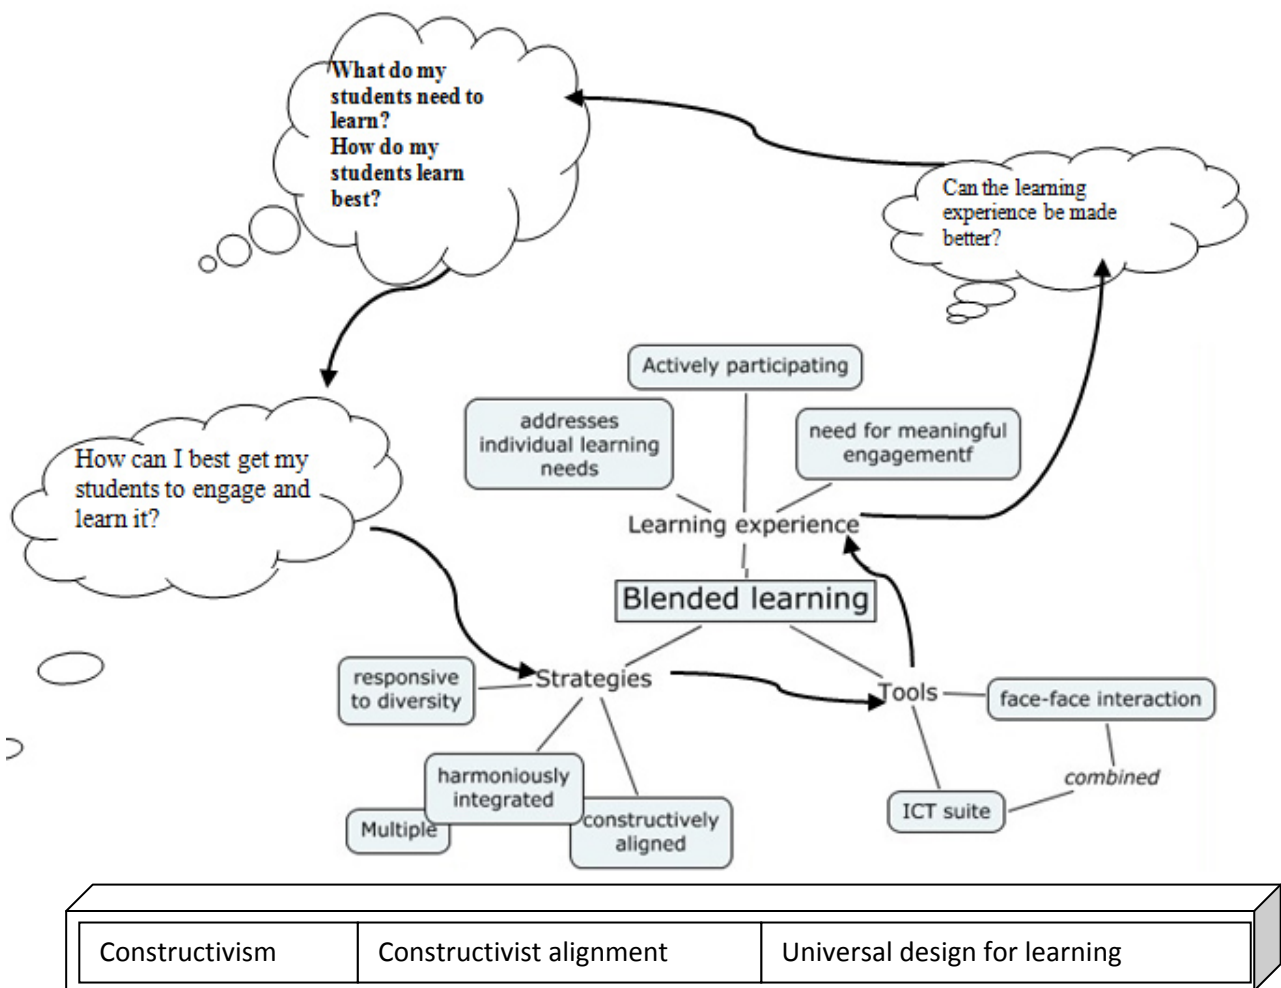 What do my
students need to
learn?
How do my
students learn
best?
Can the learning
experience be made
better?
Actively participating
addresses
individual learning
needs
need for meaningful
engagementf
How can I best get my
students to engage and
learn it?
Learning experience
Blended learning
responsive
to diversity
Strategies
Tools
face-face interaction
harmoniously
integrated
combined
Multiple
constructively
aligned
ICT suite
Constructivism
Constructivist alignment
Universal design for learning